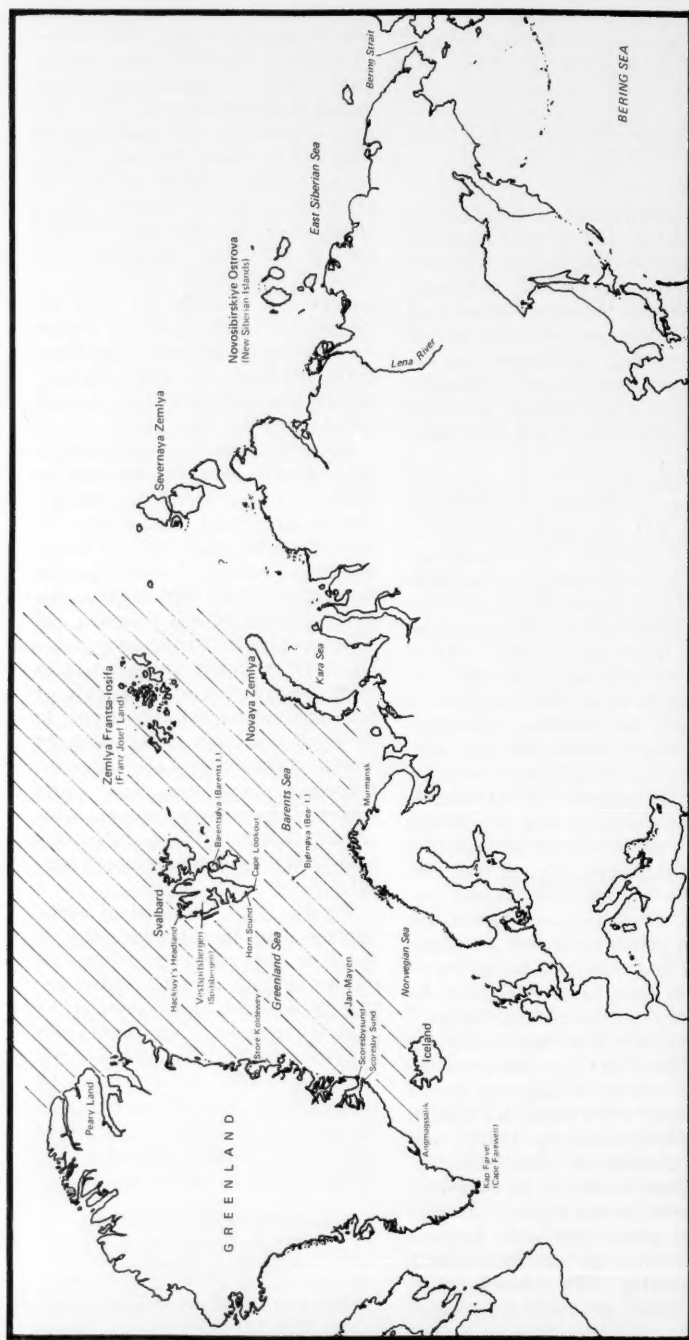 Bering Strait
BERING SEA
East Siberian Sea
Novosibirskiye Ostrova
(New Siberian Islands)
Lena River
Severnaya Zemlya
?
Zemlya Frantsa-Iosifa
(Franz Josef Land)
Novaya Zemlya
?
Kara Sea
Barentsøya (Barents I.)
Barents Sea
Murmansk
Svalbard
Cape Lookout
Bjørnøya (Bear I.)
Hackluyt's Headland
Vestspitsbergen
(Spitsbergen)
Horn Sound
Greenland Sea
Norwegian Sea
Store Koldewey
Jan-Mayen
Scoresbysund
Scoresby Sund
Iceland
Peary Land
Angmagssalik
GREENLAND
Kap Farvel
(Cape Farewell)